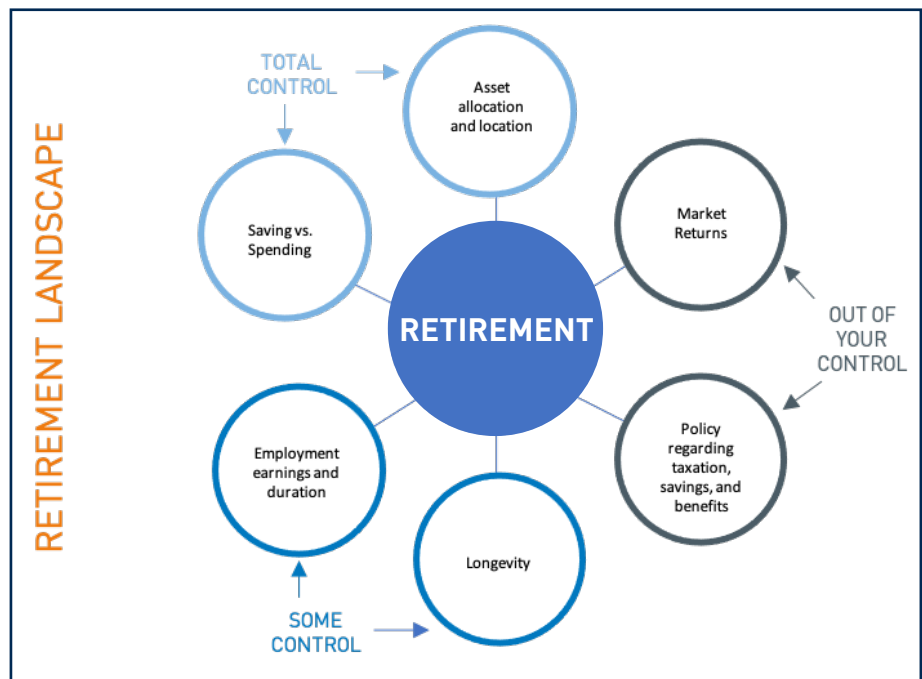 RETIREMENT LANDSCAPE
TOTAL
CONTROL
Asset
allocation
and location
Saving vs.
Spending
Market
Returns
RETIREMENT
OUT OF
YOUR
CONTROL
Employment
earnings and
duration
Policy
regarding
taxation,
savings, and
benefits
Longevity
SOME
CONTROL